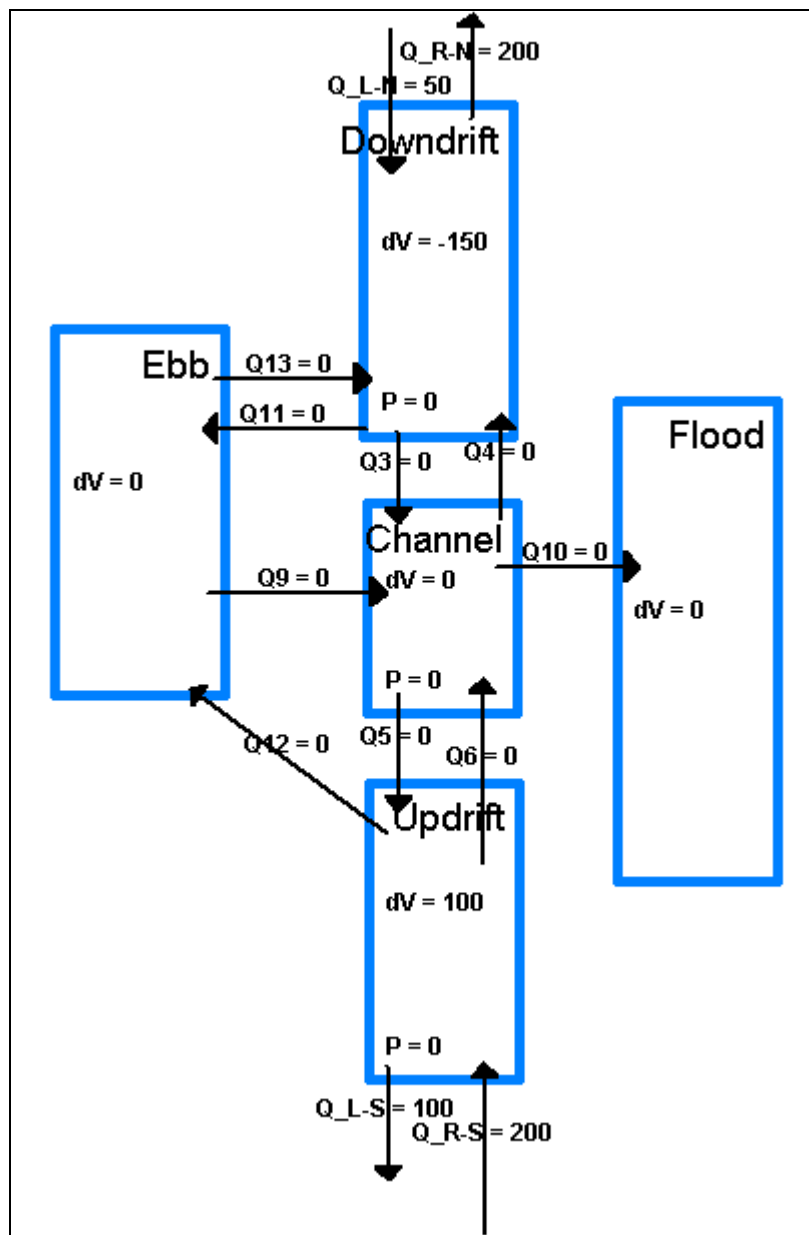 Q_R-N = 200
Q_L-N = 50
Downdrift
dV = -150
Ebb
Q13 = 0
P = 0
Q11 = 0
Flood
Q3 = 0
Q4 = 0
dV = 0
Channel
Q10 = 0
Q9 = 0
dV = 0
dV = 0
P = 0
Q5 = 0
Q12 = 0
Q6 = 0
Updrift
dV = 100
P = 0
Q_L-S = 100
Q_R-S = 200